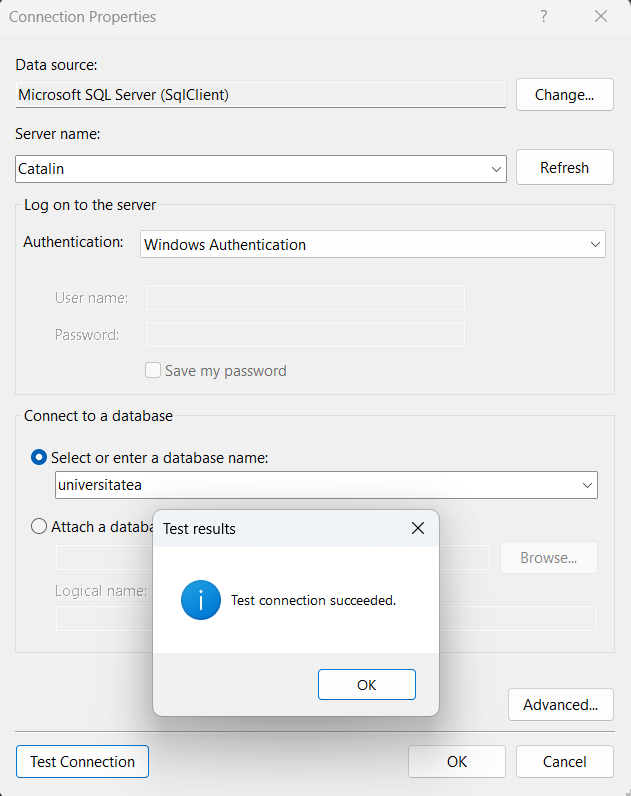 Connection Properties ?
Data source:
Microsoft SQL Server (SqlClient) Change...
Server name:
Catalin Refresh
Log on to the server
Authentication: Windows Authentication
User name:
Password:
Save my password
Connect to a database
Select or enter a database name:
universitatea
Attach a databa
Browse...
Logical name:
Test results
Test connection succeeded.
OK
Advanced...
Test Connection OK Cancel